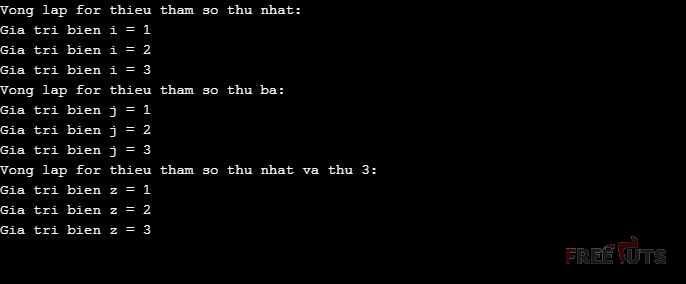 Vong lap for thieu tham so thu nhat:
Gia tri bien i = 1
Gia tri bien i = 2
Gia tri bien i = 3
Vong lap for thieu tham so thu ba:
Gia tri bien j = 1
Gia tri bien j = 2
Gia tri bien j = 3
Vong lap for thieu tham so thu nhat va thu 3:
Gia tri bien z = 1
Gia tri bien z = 2
Gia tri bien z = 3
FREETUTS